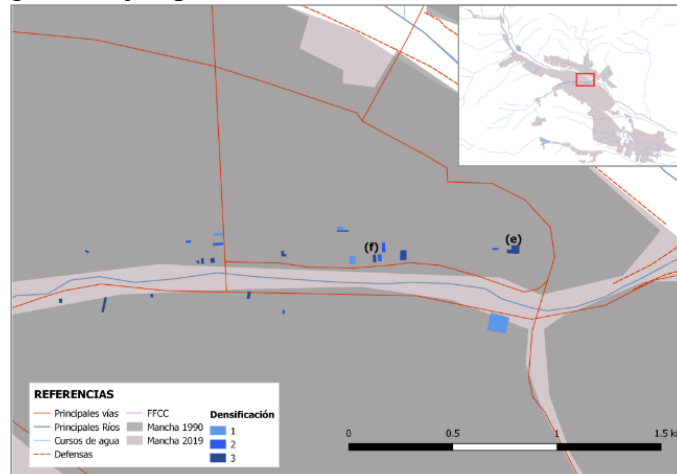 (f)
(e)
REFERENCIAS
Principales vías
Principales Ríos
Cursos de agua
Defensas
FFCC
Mancha 1990
Mancha 2019
Densificación
1
2
3
0
0.5
1
1.5 km